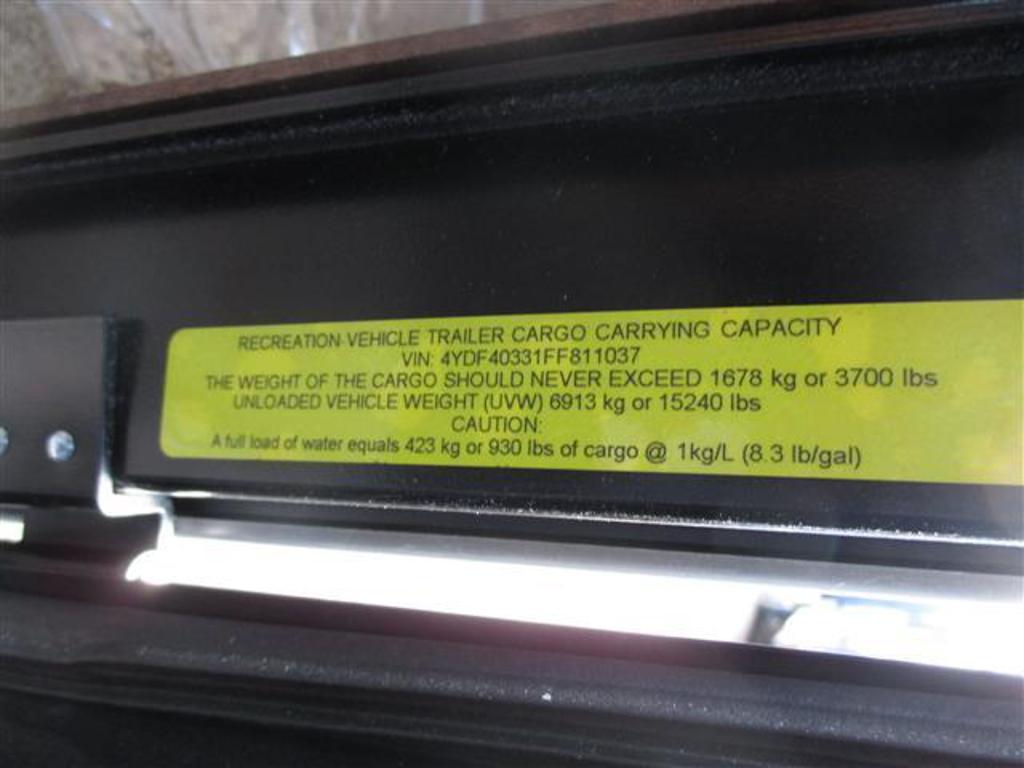 RECREATION VEHICLE TRAILER CARGO CARRYING CAPACITY
VIN: 4YDF40331FF811037
THE WEIGHT OF THE CARGO SHOULD NEVER EXCEED 1678 kg or 3700 lbs
UNLOADED VEHICLE WEIGHT (UVW) 6913 kg or 15240 lbs
CAUTION:
A full load of water equals 423 kg or 930 lbs of cargo @ 1kg/L (8.3 lb/gal)